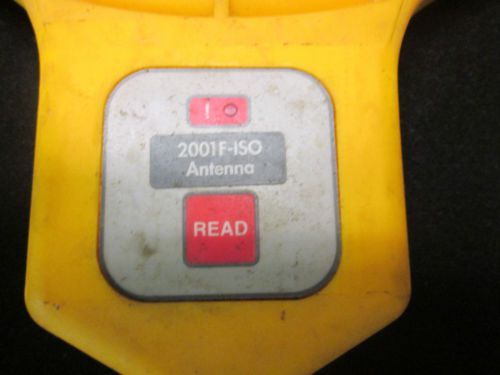 I O
2001F-ISO
Antenna
READ